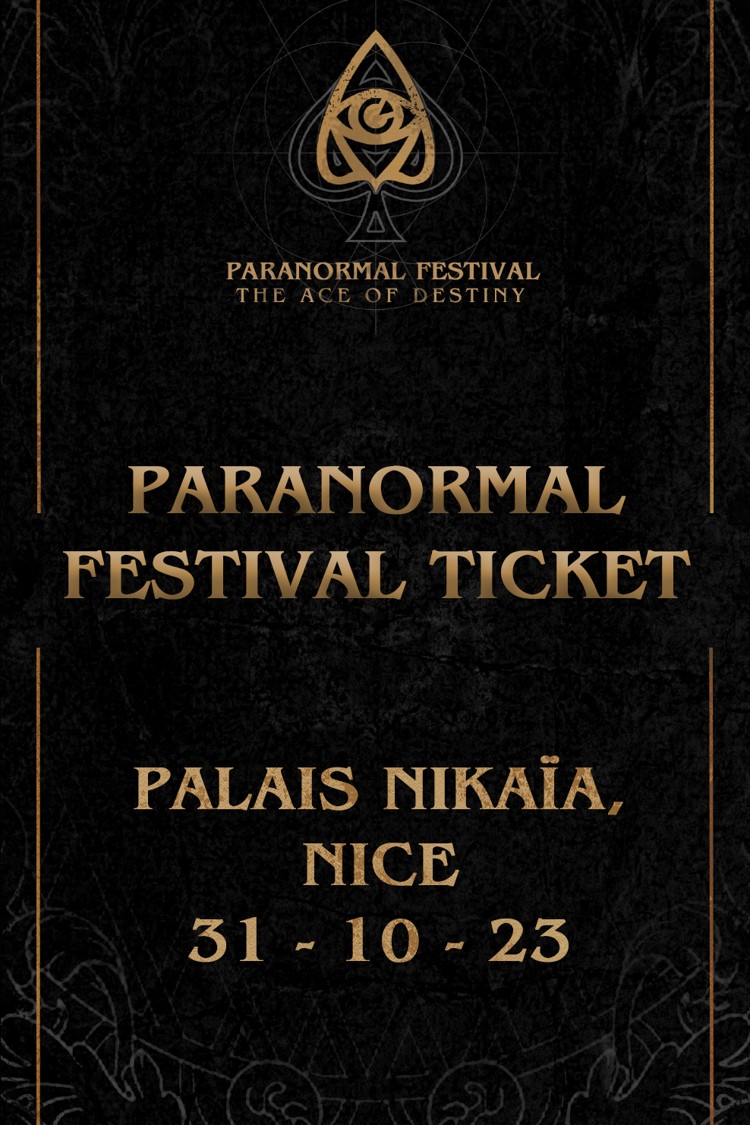 PARANORMAL FESTIVAL
THE ACE OF DESTINY
PARANORMAL
FESTIVAL TICKET
PALAIS NIKAÏA,
NICE
31 - 10 - 23